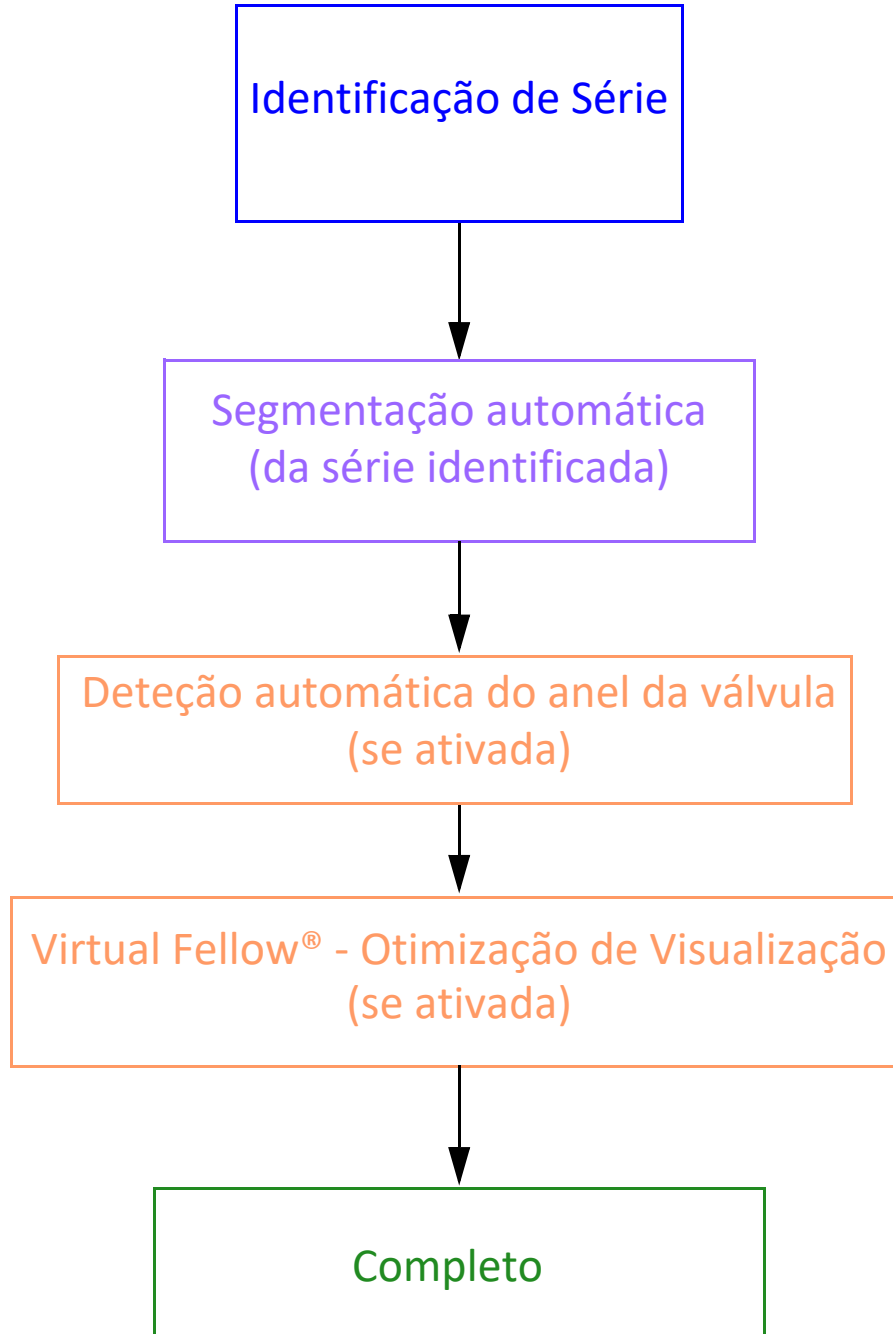 Identificação de Série
Segmentação automática
(da série identificada)
Deteção automática do anel da válvula
(se ativada)
Virtual Fellow® - Otimização de Visualização
(se ativada)
Completo